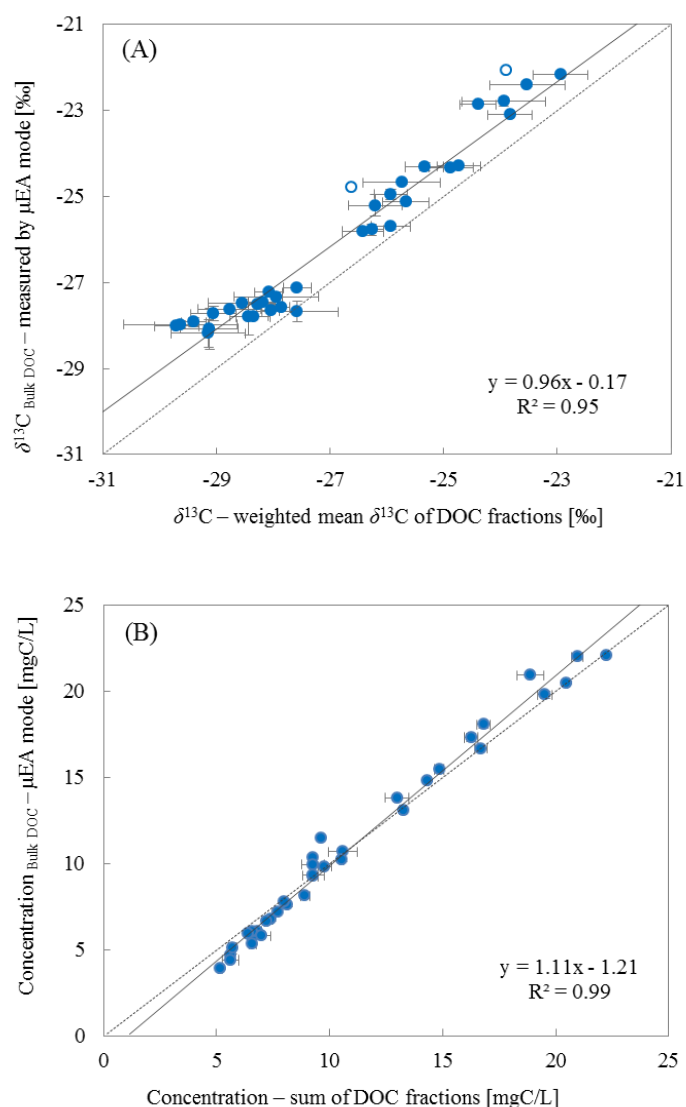 (A)
δ¹³C Bulk DOC – measured by µEA mode [‰]
-21
-23
-25
-27
-29
-31
y = 0.96x - 0.17
R² = 0.95
-31 -29 -27 -25 -23 -21
δ¹³C – weighted mean δ¹³C of DOC fractions [‰]
(B)
Concentration Bulk DOC – µEA mode [mgC/L]
25
20
15
10
5
0
y = 1.11x - 1.21
R² = 0.99
0 5 10 15 20 25
Concentration – sum of DOC fractions [mgC/L]